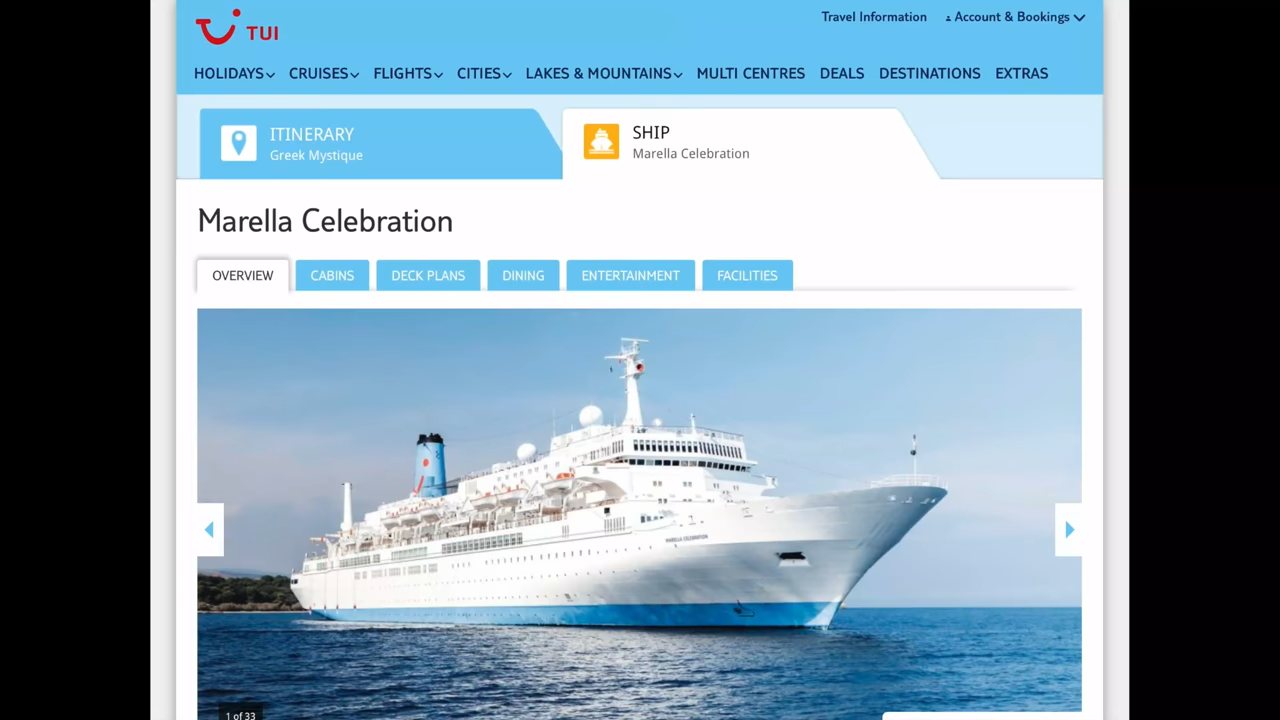 TUI
Travel Information
Account & Bookings
HOLIDAYS CRUISES FLIGHTS CITIES LAKES & MOUNTAINS MULTI CENTRES DEALS DESTINATIONS EXTRAS
ITINERARY
Greek Mystique
SHIP
Marella Celebration
Marella Celebration
OVERVIEW CABINS DECK PLANS DINING ENTERTAINMENT FACILITIES
MARELLA CELEBRATION
1 of 33